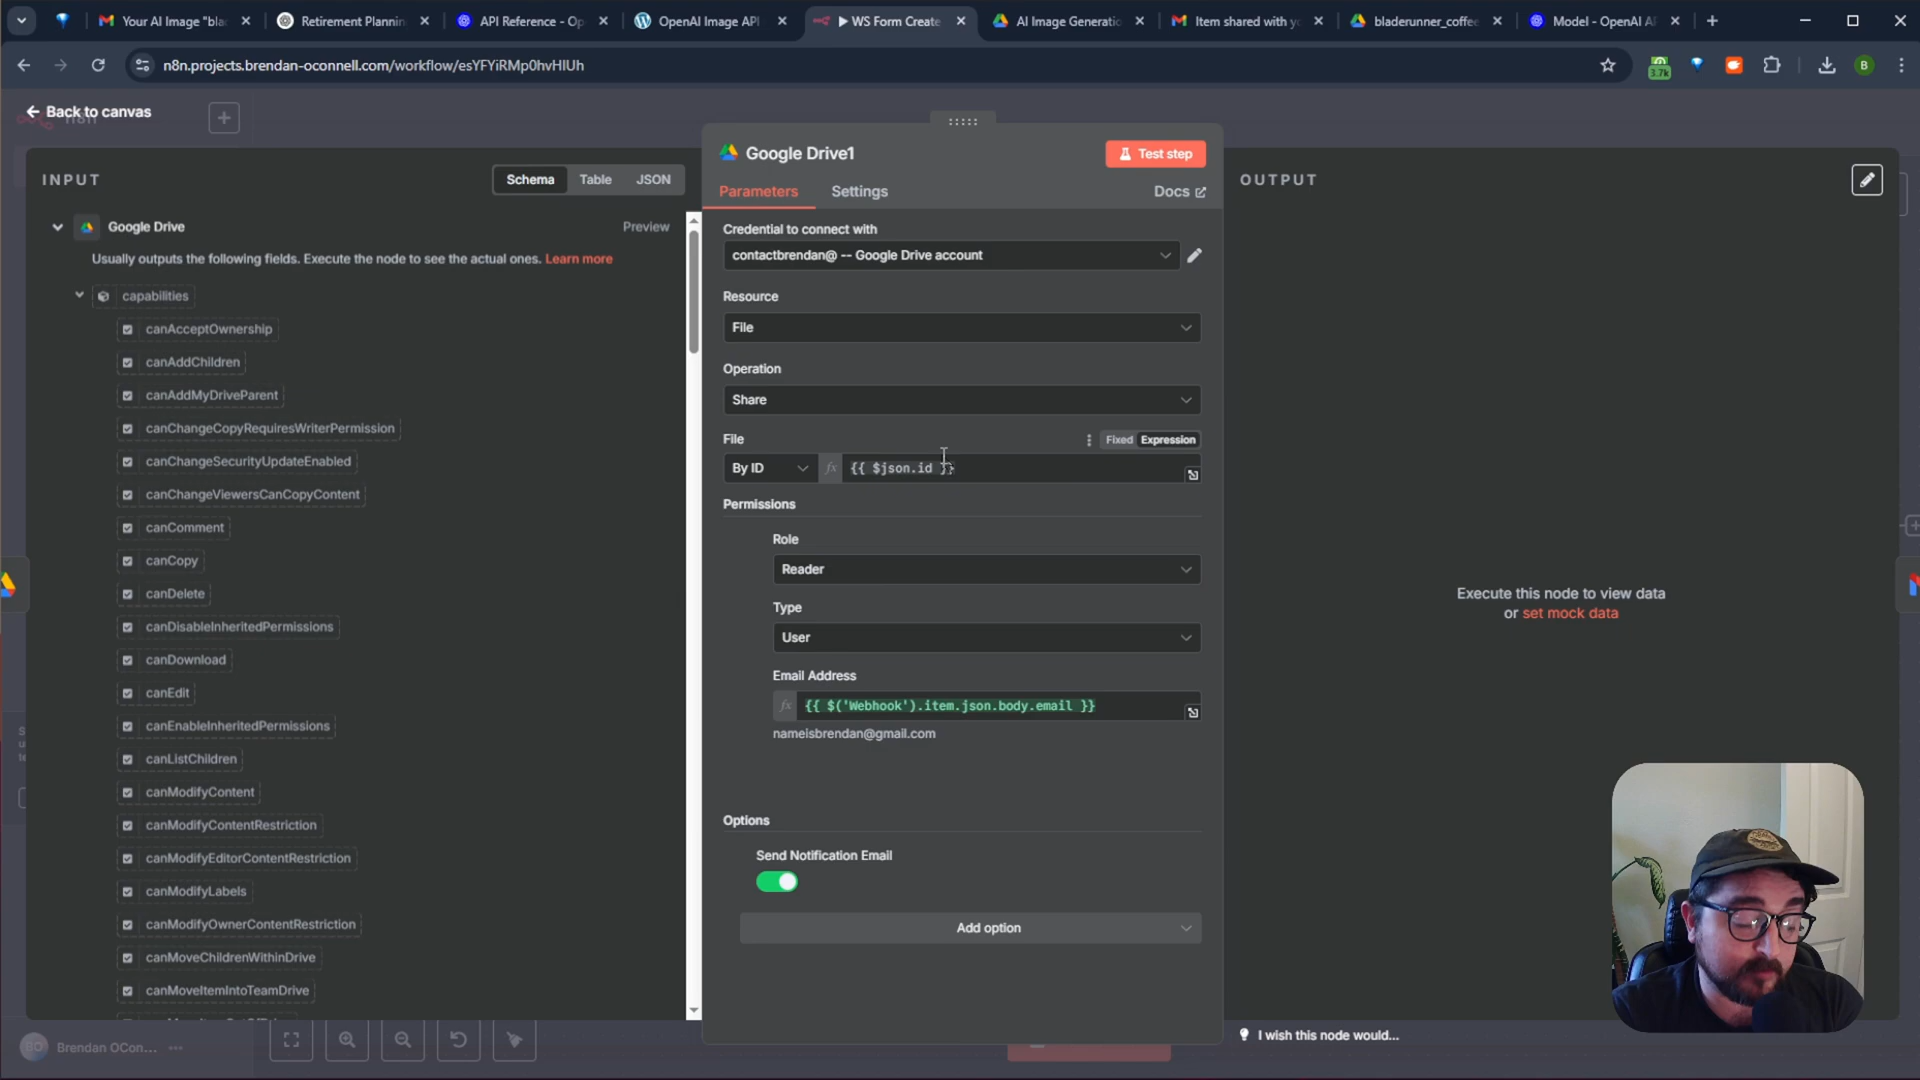 Your AI Image "bla
Retirement Plannin
API Reference - Op
OpenAI Image API
▶ WS Form Create
AI Image Generatio
Item shared with y
bladerunner_coffee
Model - OpenAI A
n8n.projects.brendan-oconnell.com/workflow/esYFYiRMp0hvHlUh
3.7k
B
Back to canvas
n8n
INPUT
Schema
Table
JSON
Google Drive
Preview
Usually outputs the following fields. Execute the node to see the actual ones. Learn more
capabilities
canAcceptOwnership
canAddChildren
canAddMyDriveParent
canChangeCopyRequiresWriterPermission
canChangeSecurityUpdateEnabled
canChangeViewersCanCopyContent
canComment
canCopy
canDelete
canDisableInheritedPermissions
canDownload
canEdit
canEnableInheritedPermissions
canListChildren
canModifyContent
canModifyContentRestriction
canModifyEditorContentRestriction
canModifyLabels
canModifyOwnerContentRestriction
canMoveChildrenWithinDrive
canMoveItemIntoTeamDrive
BO
Brendan OCon...
Google Drive1
Test step
Parameters
Settings
Docs
Credential to connect with
contactbrendan@ -- Google Drive account
Resource
File
Operation
Share
File
Fixed
Expression
By ID
fx
{{ $json.id }}
Permissions
Role
Reader
Type
User
Email Address
fx
{{ $('Webhook').item.json.body.email }}
nameisbrendan@gmail.com
Options
Send Notification Email
Add option
OUTPUT
Execute this node to view data
or set mock data
I wish this node would...